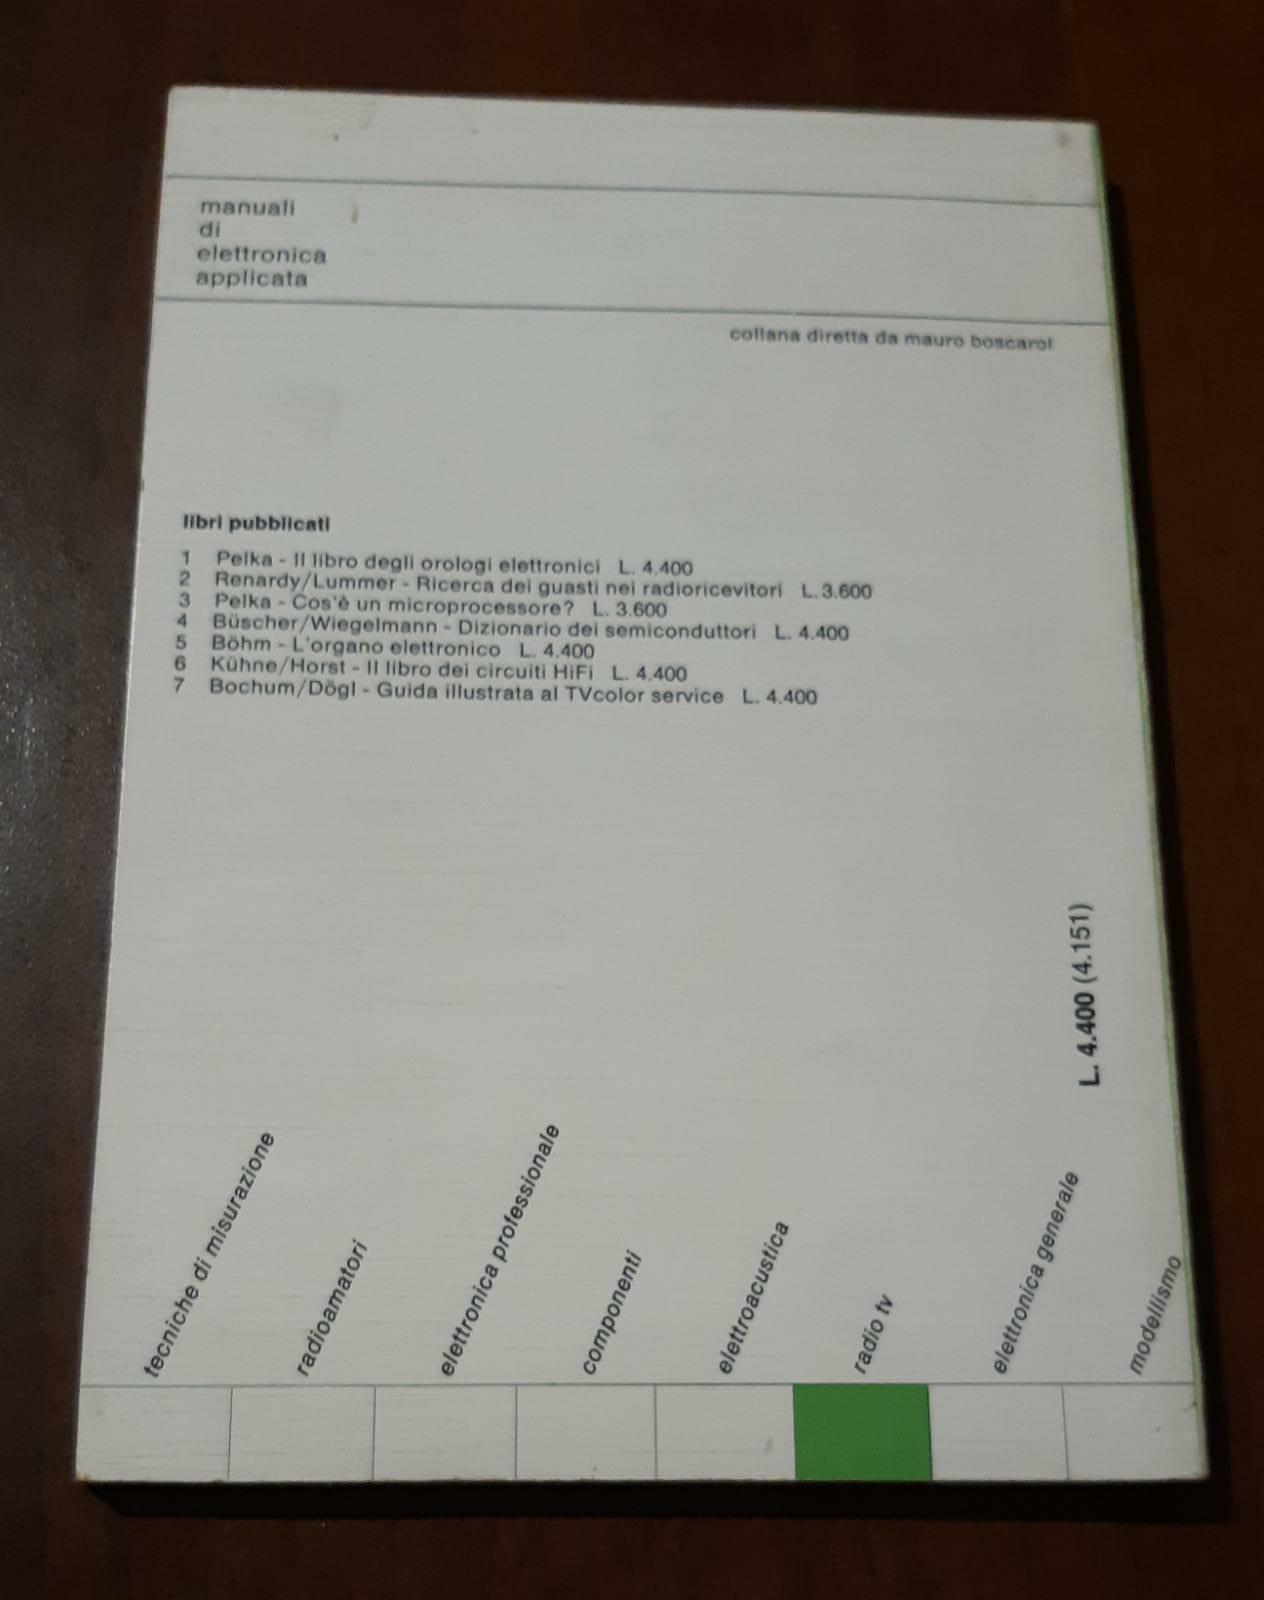 manuali
di
elettronica
applicata
collana diretta da mauro boscarol
libri pubblicati
1 Pelka - Il libro degli orologi elettronici L. 4.400
2 Renardy/Lummer - Ricerca dei guasti nei radioricevitori L. 3.600
3 Pelka - Cos'è un microprocessore? L. 3.600
4 Büscher/Wiegelmann - Dizionario dei semiconduttori L. 4.400
5 Böhm - L'organo elettronico L. 4.400
6 Kühne/Horst - Il libro dei circuiti HiFi L. 4.400
7 Bochum/Dögl - Guida illustrata al TVcolor service L. 4.400
L. 4.400 (4.151)
tecniche di misurazione
radioamatori
elettronica professionale
componenti
elettroacustica
radio tv
elettronica generale
modellismo